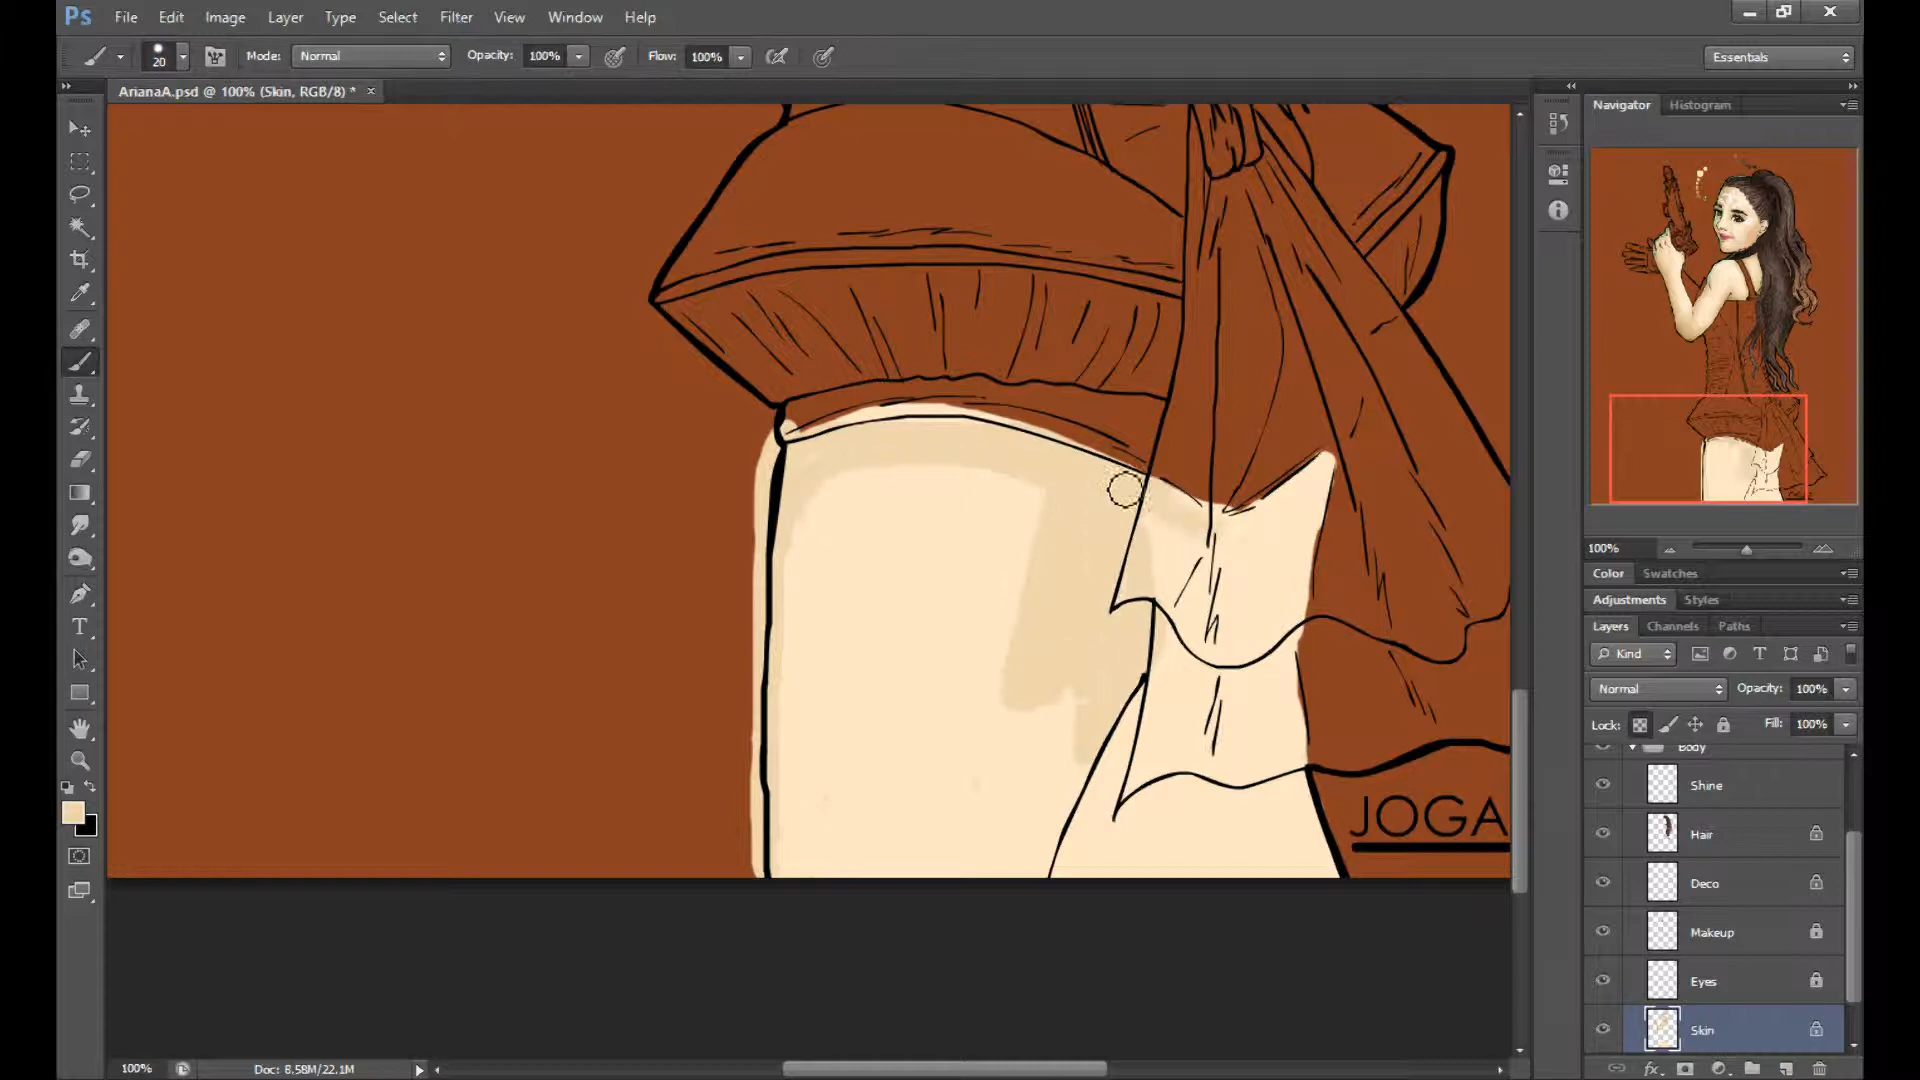 Ps File Edit Image Layer Type Select Filter View Window Help
20 Mode: Normal Opacity: 100% Flow: 100% Essentials
ArianaA.psd @ 100% (Skin, RGB/8) * ×
Navigator Histogram
100%
Color Swatches
Adjustments Styles
Layers Channels Paths
Kind
Normal Opacity: 100%
Lock: Fill: 100%
Body
Shine
Hair
Deco
Makeup
Eyes
Skin
JOGA
100% Doc: 8.58M/22.1M